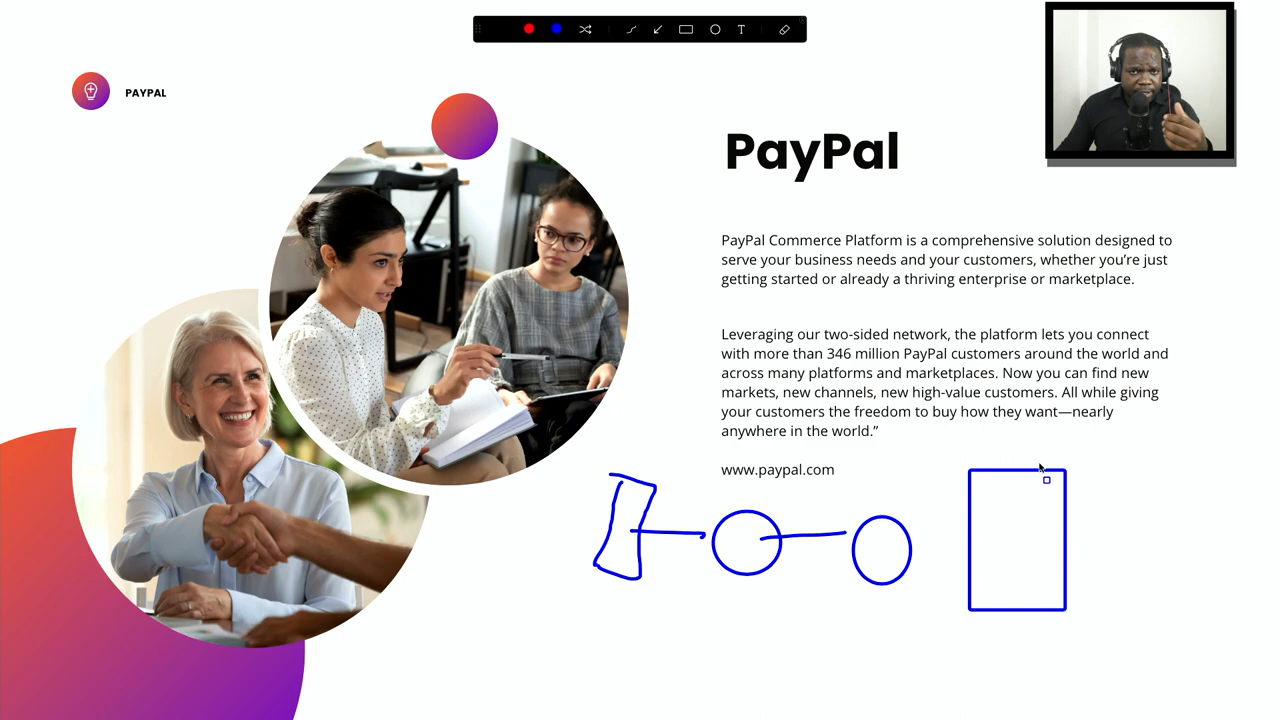 PAYPAL
PayPal
PayPal Commerce Platform is a comprehensive solution designed to
serve your business needs and your customers, whether you’re just
getting started or already a thriving enterprise or marketplace.
Leveraging our two-sided network, the platform lets you connect
with more than 346 million PayPal customers around the world and
across many platforms and marketplaces. Now you can find new
markets, new channels, new high-value customers. All while giving
your customers the freedom to buy how they want—nearly
anywhere in the world.”
www.paypal.com